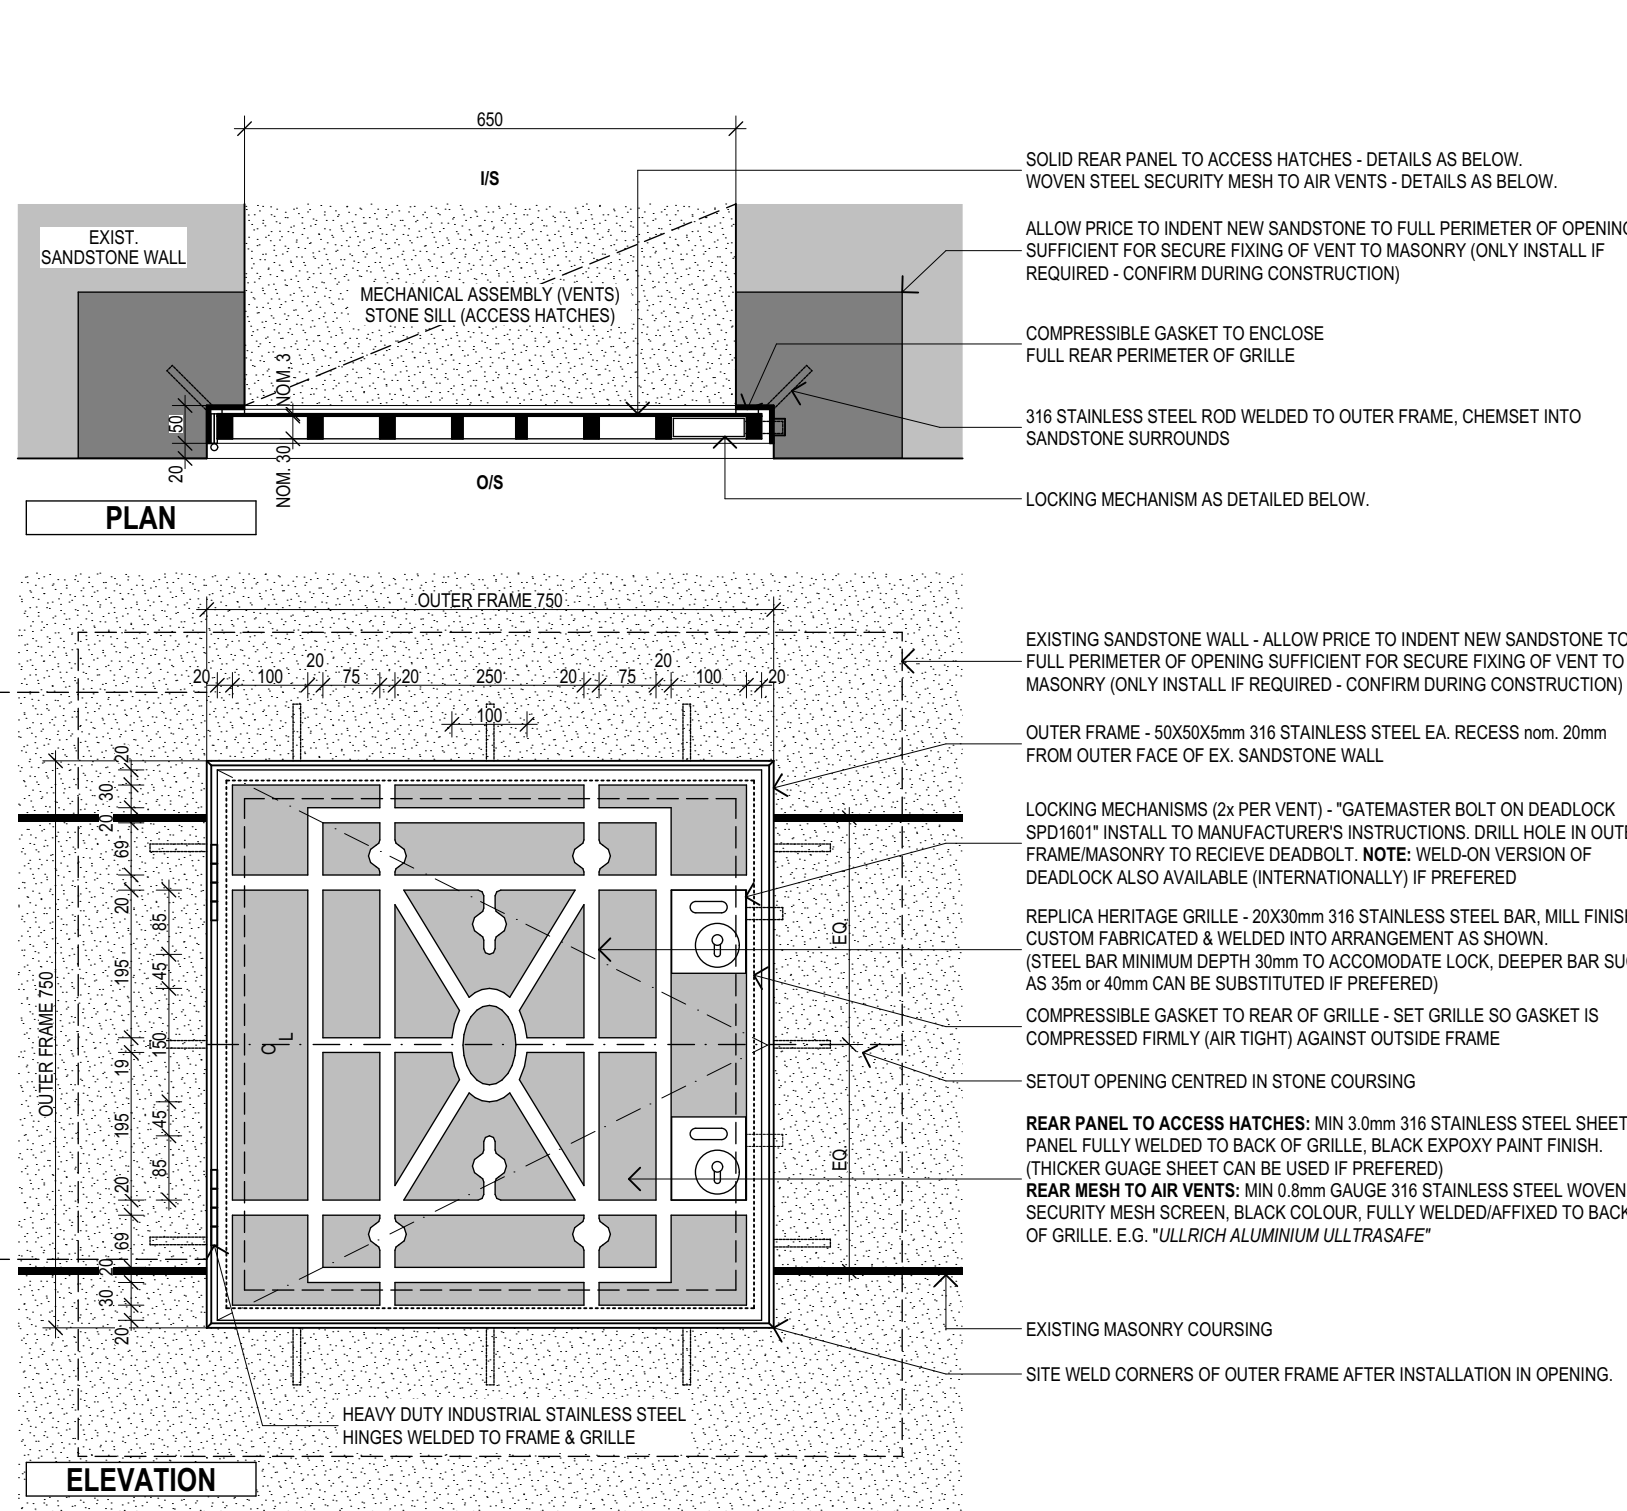 650
I/S
EXIST.
SANDSTONE WALL
MECHANICAL ASSEMBLY (VENTS)
STONE SILL (ACCESS HATCHES)
NOM. 3
50
20
NOM. 30
O/S
PLAN
SOLID REAR PANEL TO ACCESS HATCHES - DETAILS AS BELOW.
WOVEN STEEL SECURITY MESH TO AIR VENTS - DETAILS AS BELOW.
ALLOW PRICE TO INDENT NEW SANDSTONE TO FULL PERIMETER OF OPENING
SUFFICIENT FOR SECURE FIXING OF VENT TO MASONRY (ONLY INSTALL IF
REQUIRED - CONFIRM DURING CONSTRUCTION)
COMPRESSIBLE GASKET TO ENCLOSE
FULL REAR PERIMETER OF GRILLE
316 STAINLESS STEEL ROD WELDED TO OUTER FRAME, CHEMSET INTO
SANDSTONE SURROUNDS
LOCKING MECHANISM AS DETAILED BELOW.
OUTER FRAME 750
20 100 20 75 20 250 20 75 20 100 20
100
OUTER FRAME 750
20
30
20
69
20
195
19
195
20
69
20
30
20
85
45
150
45
85
CL
EQ.
EQ.
EXISTING SANDSTONE WALL - ALLOW PRICE TO INDENT NEW SANDSTONE TO
FULL PERIMETER OF OPENING SUFFICIENT FOR SECURE FIXING OF VENT TO
MASONRY (ONLY INSTALL IF REQUIRED - CONFIRM DURING CONSTRUCTION)
OUTER FRAME - 50X50X5mm 316 STAINLESS STEEL EA. RECESS nom. 20mm
FROM OUTER FACE OF EX. SANDSTONE WALL
LOCKING MECHANISMS (2x PER VENT) - "GATEMASTER BOLT ON DEADLOCK
SPD1601" INSTALL TO MANUFACTURER'S INSTRUCTIONS. DRILL HOLE IN OUTE
FRAME/MASONRY TO RECIEVE DEADBOLT. NOTE: WELD-ON VERSION OF
DEADLOCK ALSO AVAILABLE (INTERNATIONALLY) IF PREFERED
REPLICA HERITAGE GRILLE - 20X30mm 316 STAINLESS STEEL BAR, MILL FINISH
CUSTOM FABRICATED & WELDED INTO ARRANGEMENT AS SHOWN.
(STEEL BAR MINIMUM DEPTH 30mm TO ACCOMODATE LOCK, DEEPER BAR SU
AS 35m or 40mm CAN BE SUBSTITUTED IF PREFERED)
COMPRESSIBLE GASKET TO REAR OF GRILLE - SET GRILLE SO GASKET IS
COMPRESSED FIRMLY (AIR TIGHT) AGAINST OUTSIDE FRAME
SETOUT OPENING CENTRED IN STONE COURSING
REAR PANEL TO ACCESS HATCHES: MIN 3.0mm 316 STAINLESS STEEL SHEET
PANEL FULLY WELDED TO BACK OF GRILLE, BLACK EXPOXY PAINT FINISH.
(THICKER GUAGE SHEET CAN BE USED IF PREFERED)
REAR MESH TO AIR VENTS: MIN 0.8mm GAUGE 316 STAINLESS STEEL WOVEN
SECURITY MESH SCREEN, BLACK COLOUR, FULLY WELDED/AFFIXED TO BACK
OF GRILLE. E.G. "ULLRICH ALUMINIUM ULLTRASAFE"
EXISTING MASONRY COURSING
SITE WELD CORNERS OF OUTER FRAME AFTER INSTALLATION IN OPENING.
HEAVY DUTY INDUSTRIAL STAINLESS STEEL
HINGES WELDED TO FRAME & GRILLE
ELEVATION